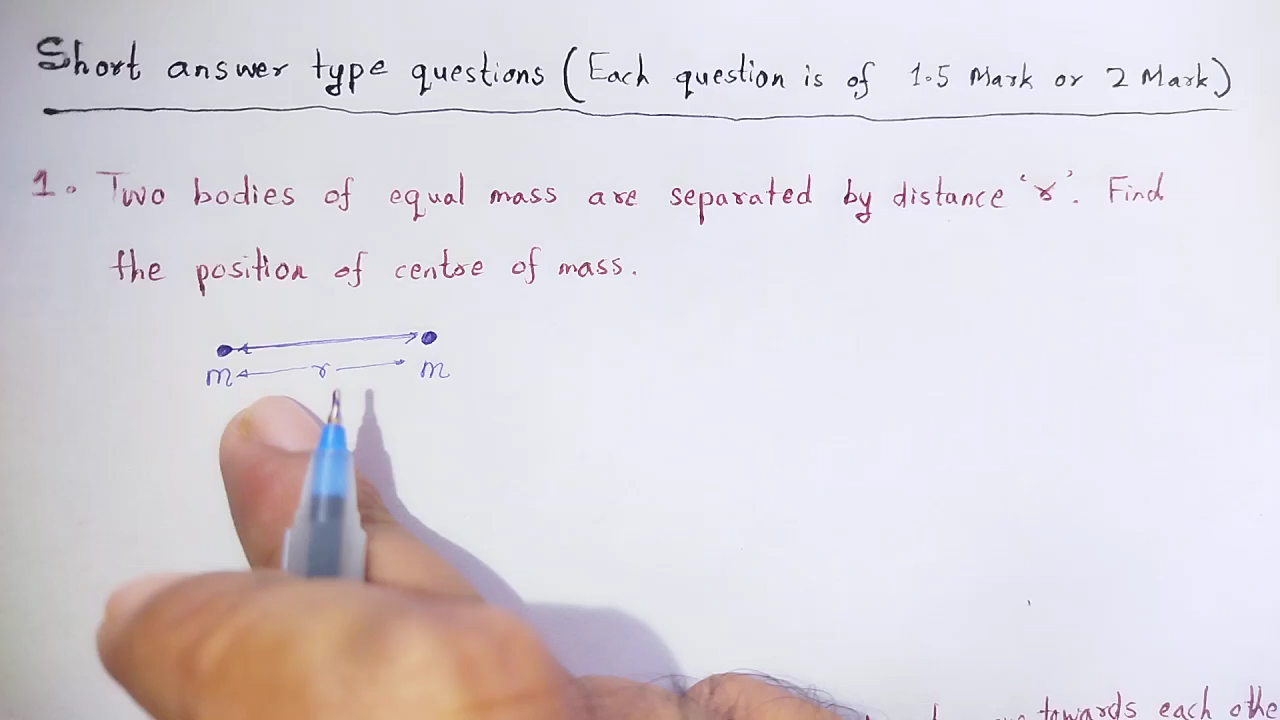 Short answer type questions (Each question is of 1.5 Mark or 2 Mark)
1. Two bodies of equal mass are separated by distance 'r'. Find
the position of centre of mass.
m r m
towards each othe